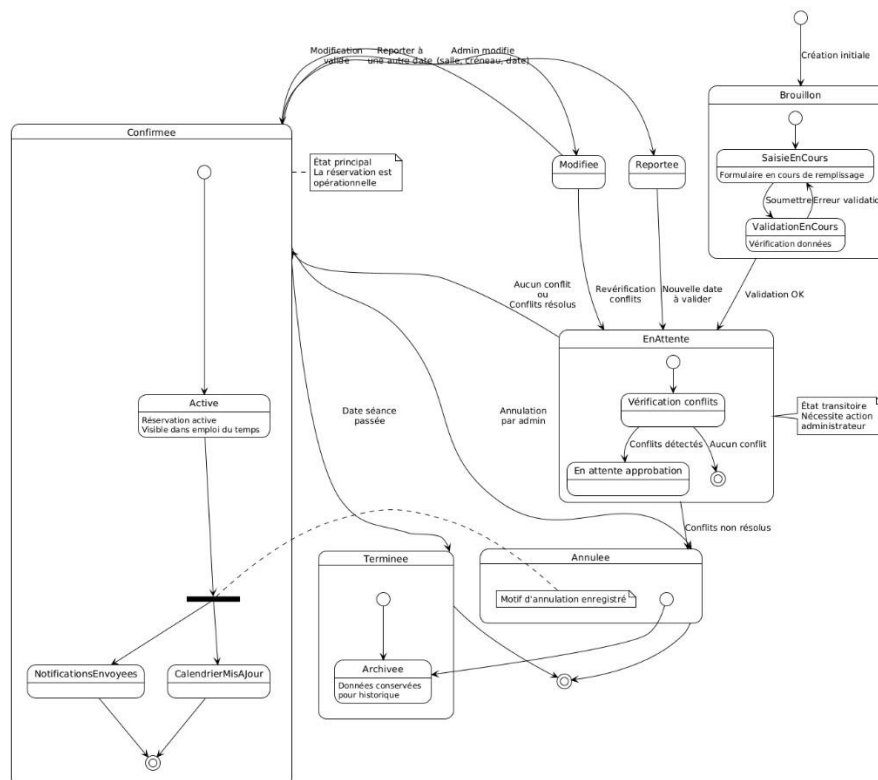 Création initiale
Brouillon
SaisieEnCours
Formulaire en cours de remplissage
Soumettre
Erreur validation
ValidationEnCours
Vérification données
Validation OK
Modification
valide
Reporter à
une autre date
Admin modifie
(salle, créneau, date)
Confirmee
État principal
La réservation est
opérationnelle
Modifiee
Reportee
Aucun conflit
ou
Conflits résolus
Revérification
conflits
Nouvelle date
à valider
EnAttente
Vérification conflits
Conflits détectés
Aucun conflit
En attente approbation
État transitoire
Nécessite action
administrateur
Active
Réservation active
Visible dans emploi du temps
Date séance
passée
Annulation
par admin
Conflits non résolus
Terminee
Annulee
Motif d'annulation enregistré
Archivee
Données conservées
pour historique
NotificationsEnvoyees
CalendrierMisAJour